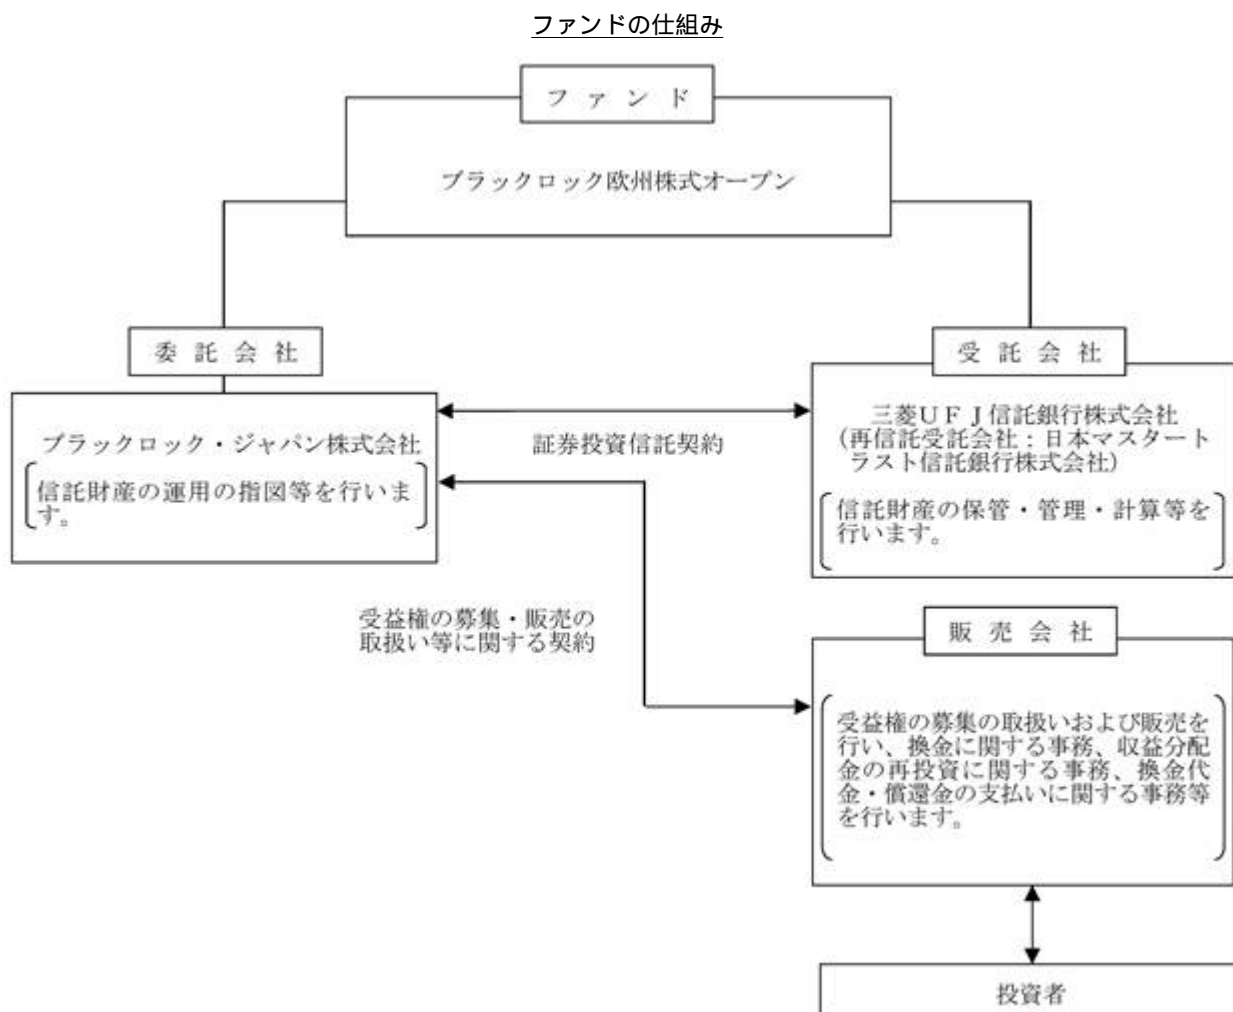 ファンドの仕組み
ファンド
ブラックロック欧州株式オープン
委託会社
ブラックロック・ジャパン株式会社
信託財産の運用の指図等を行いま
す。
証券投資信託契約
受託会社
三菱UFJ信託銀行株式会社
（再信託受託会社：日本マスタート
ラスト信託銀行株式会社）
信託財産の保管・管理・計算等を
行います。
受益権の募集・販売の
取扱い等に関する契約
販売会社
受益権の募集の取扱いおよび販売を
行い、換金に関する事務、収益分配
金の再投資に関する事務、換金代
金・償還金の支払いに関する事務等
を行います。
投資者